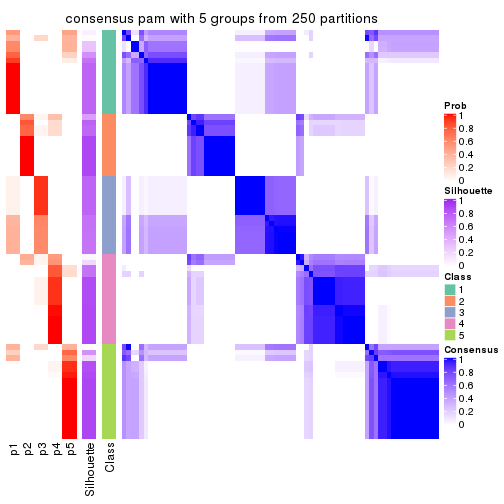 consensus pam with 5 groups from 250 partitions
Prob
1
0.8
0.6
0.4
0.2
0
Silhouette
1
0.8
0.6
0.4
0.2
0
Class
1
2
3
4
5
Consensus
1
0.8
0.6
0.4
0.2
0
p1
p2
p3
p4
p5
Silhouette
Class